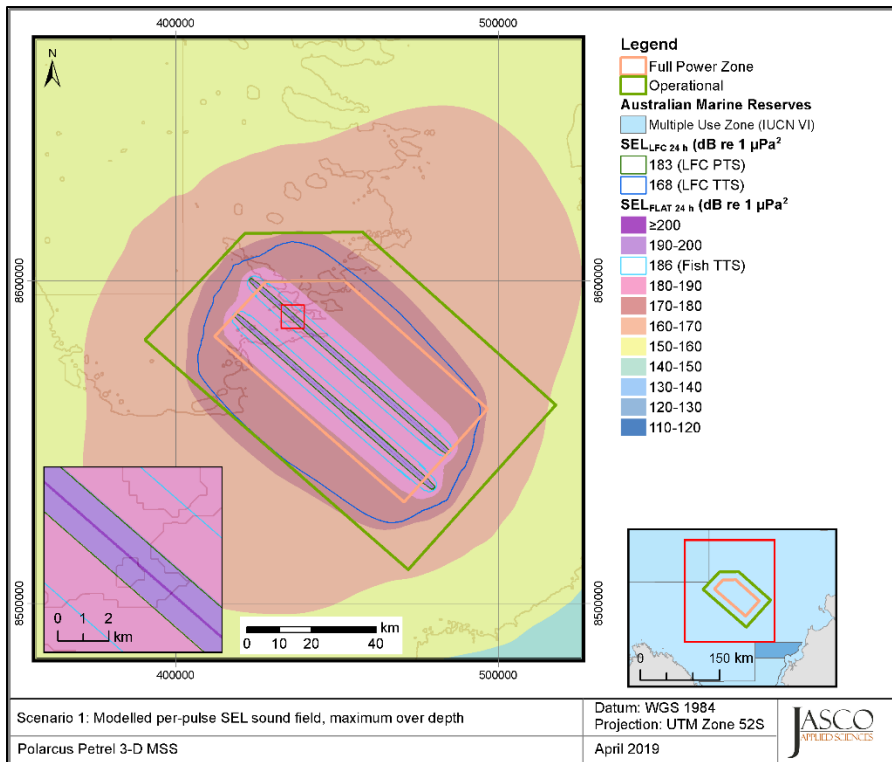 400000
500000
N
8600000
8600000
8500000
8500000
0 1 2
km
km
0 10 20 40
400000
500000
Legend
Full Power Zone
Operational
Australian Marine Reserves
Multiple Use Zone (IUCN VI)
SEL LFC 24 h (dB re 1 µPa²
183 (LFC PTS)
168 (LFC TTS)
SEL FLAT 24 h (dB re 1 µPa²
≥200
190-200
186 (Fish TTS)
180-190
170-180
160-170
150-160
140-150
130-140
120-130
110-120
0 150 km
Scenario 1: Modelled per-pulse SEL sound field, maximum over depth
Polarcus Petrel 3-D MSS
Datum: WGS 1984
Projection: UTM Zone 52S
April 2019
JASCO
APPLIED SCIENCES